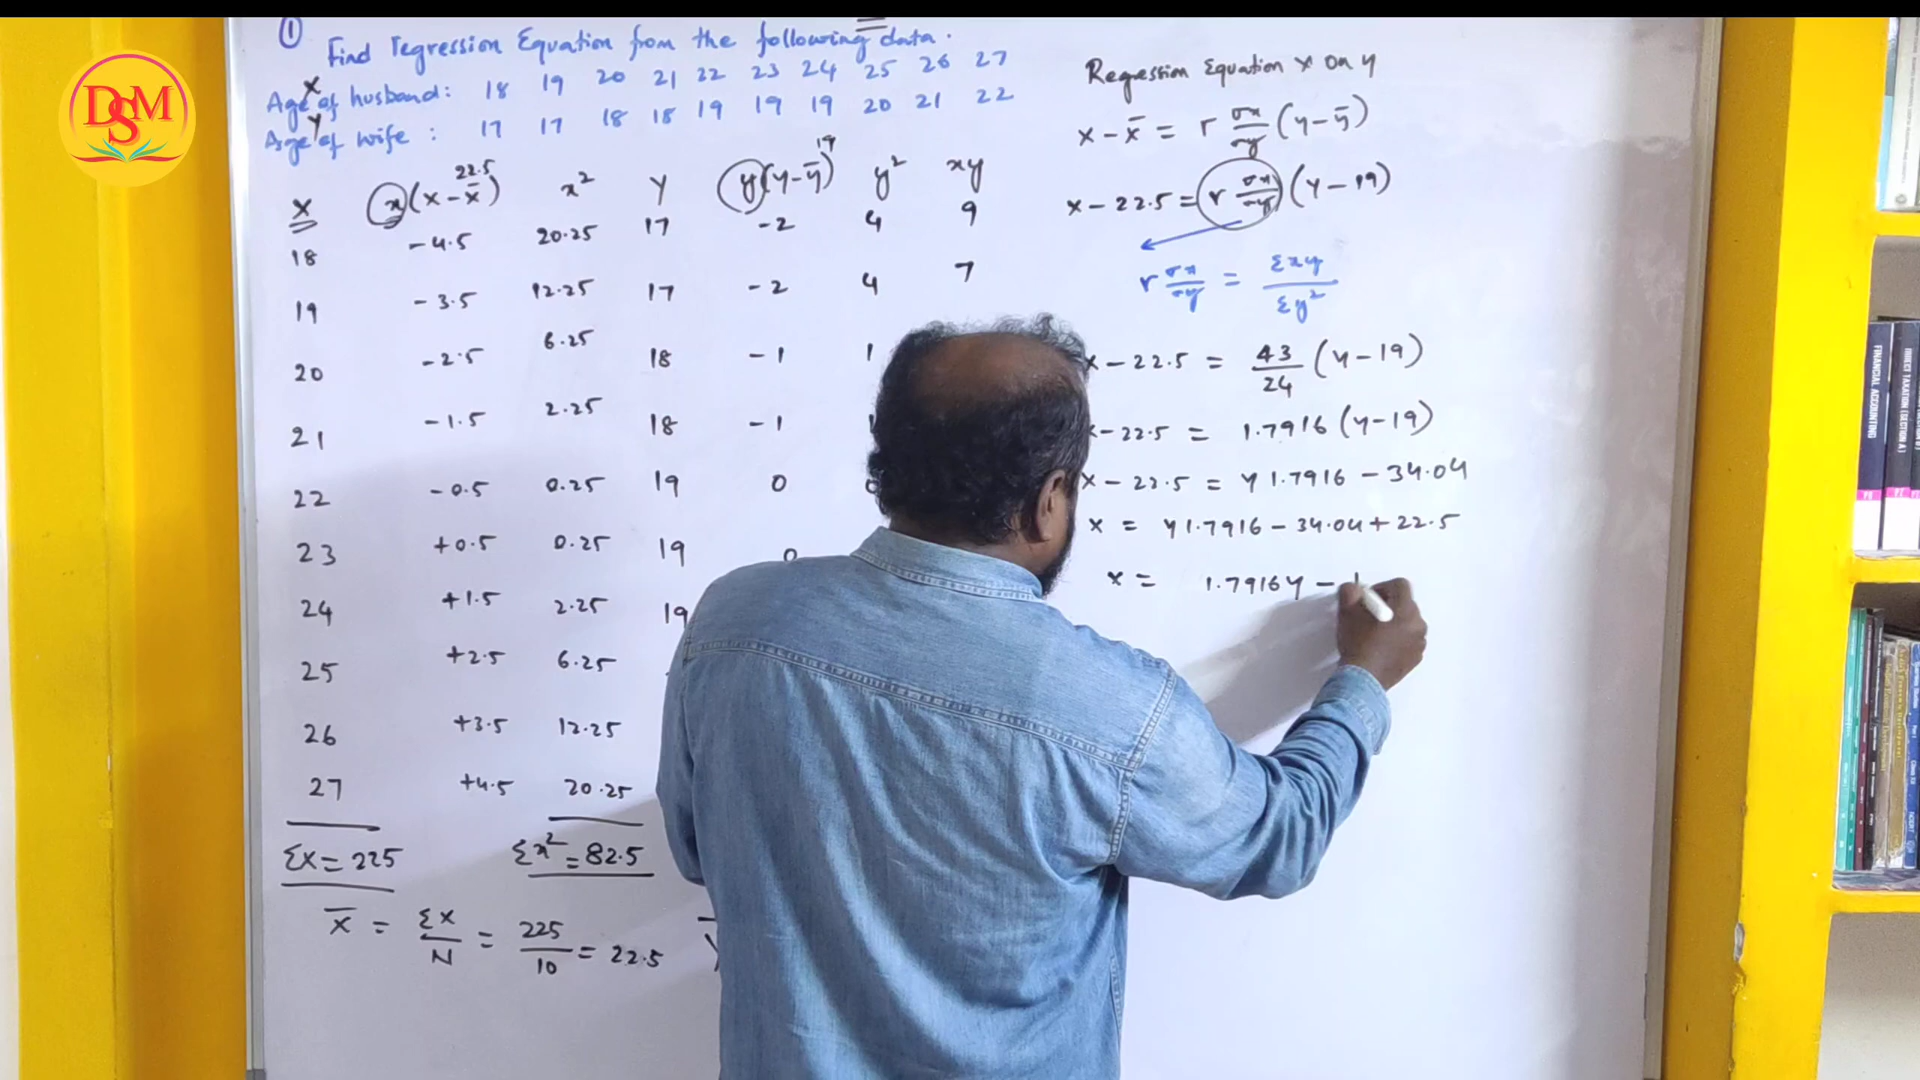 DSM
① Find regression Equation from the following data.
X
Age of husband: 18 19 20 21 22 23 24 25 26 27
Y
Age of wife : 17 17 18 18 19 19 19 20 21 22
22.5 19
X x (X-X̄) x² Y y (Y-ȳ) y² xy
18 -4.5 20.25 17 -2 4 9
19 -3.5 12.25 17 -2 4 7
20 -2.5 6.25 18 -1 1
21 -1.5 2.25 18 -1
22 -0.5 0.25 19 0
23 +0.5 0.25 19 0
24 +1.5 2.25 19
25 +2.5 6.25
26 +3.5 12.25
27 +4.5 20.25
Σx = 225 Σx² = 82.5
X̄ = ΣX/N = 225/10 = 22.5
Regression Equation X on Y
X - X̄ = r σx/σy (Y-ȳ)
X - 22.5 = r σx/σy (Y-19)
r σx/σy = Σxy/Σy²
X - 22.5 = 43/24 (Y-19)
X-22.5 = 1.7916 (Y-19)
X - 22.5 = Y 1.7916 - 34.04
X = Y 1.7916 - 34.04 + 22.5
X = 1.7916Y -
FINANCIAL ACCOUNTING